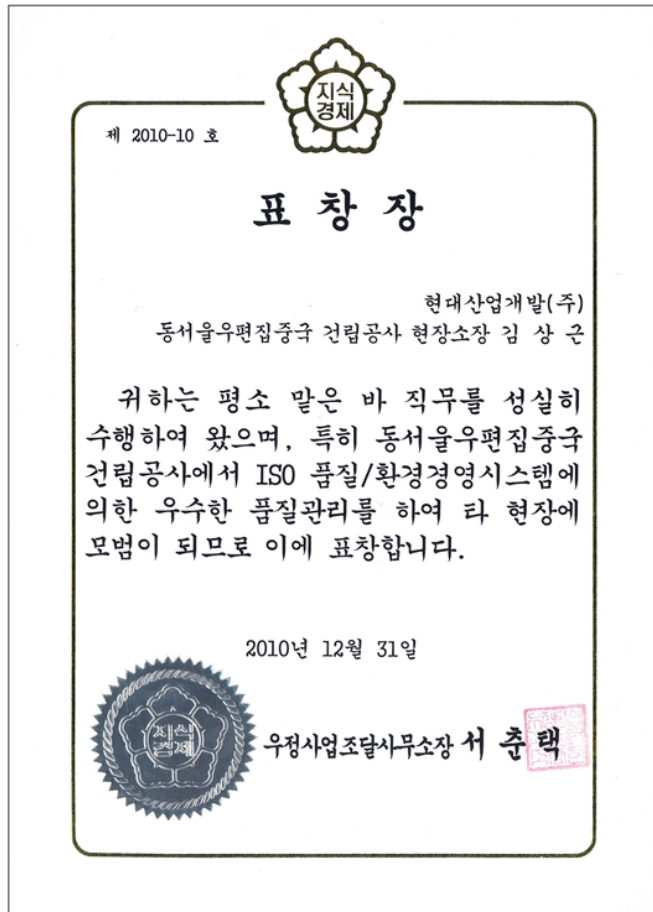 지식
경제
제 2010-10 호
표 창 장
현대산업개발(주)
동서울우편집중국 건립공사 현장소장 김 상 근
귀하는 평소 맡은 바 직무를 성실히
수행하여 왔으며, 특히 동서울우편집중국
건립공사에서 ISO 품질/환경경영시스템에
의한 우수한 품질관리를 하여 타 현장에
모범이 되므로 이에 표창합니다.
2010년 12월 31일
지식
경제
우정사업조달사무소장 서 춘 택